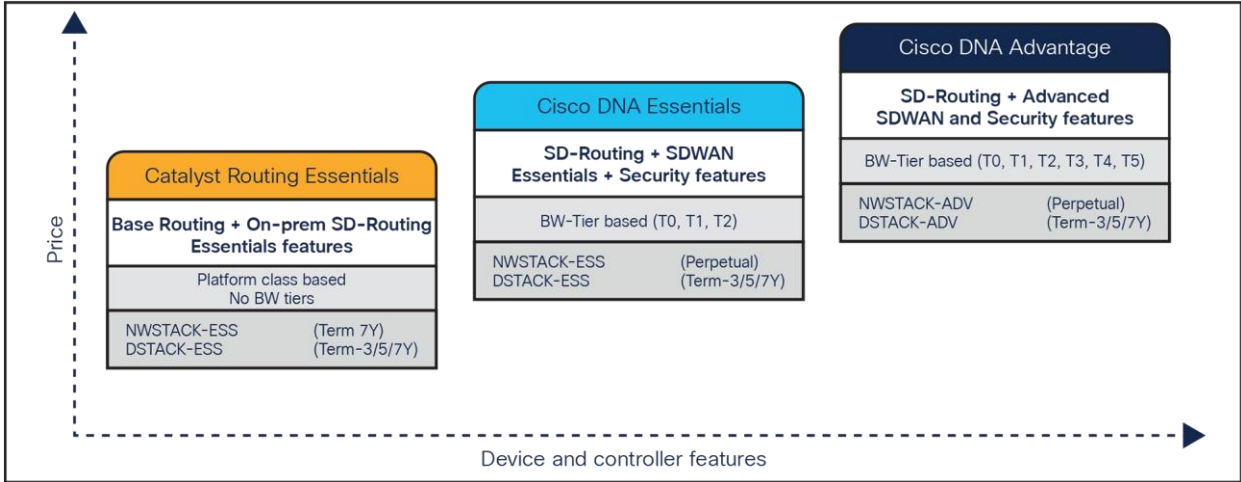 Price
Catalyst Routing Essentials
Base Routing + On-prem SD-Routing
Essentials features
Platform class based
No BW tiers
NWSTACK-ESS (Term 7Y)
DSTACK-ESS (Term-3/5/7Y)
Cisco DNA Essentials
SD-Routing + SDWAN
Essentials + Security features
BW-Tier based (T0, T1, T2)
NWSTACK-ESS (Perpetual)
DSTACK-ESS (Term-3/5/7Y)
Cisco DNA Advantage
SD-Routing + Advanced
SDWAN and Security features
BW-Tier based (T0, T1, T2, T3, T4, T5)
NWSTACK-ADV (Perpetual)
DSTACK-ADV (Term-3/5/7Y)
Device and controller features